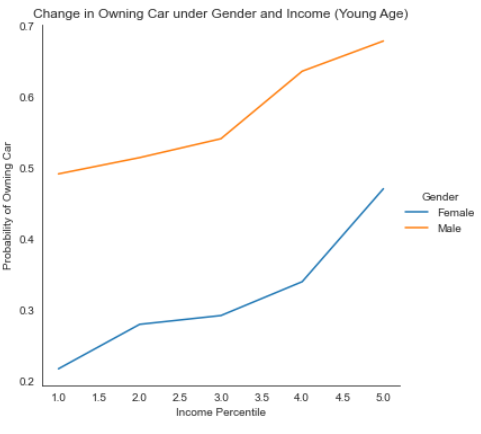 Change in Owning Car under Gender and Income (Young Age)
0.7
0.6
0.5
0.4
0.3
0.2
Probability of Owning Car
Gender
Female
Male
1.0 1.5 2.0 2.5 3.0 3.5 4.0 4.5 5.0
Income Percentile